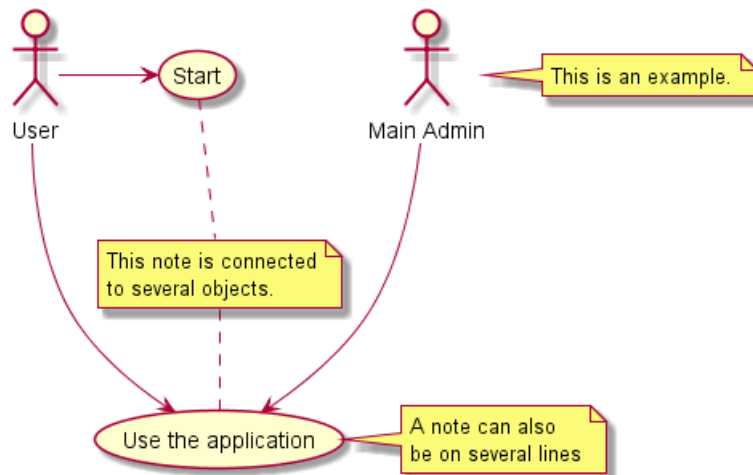 Start
This is an example.
User
Main Admin
This note is connected
to several objects.
Use the application
A note can also
be on several lines